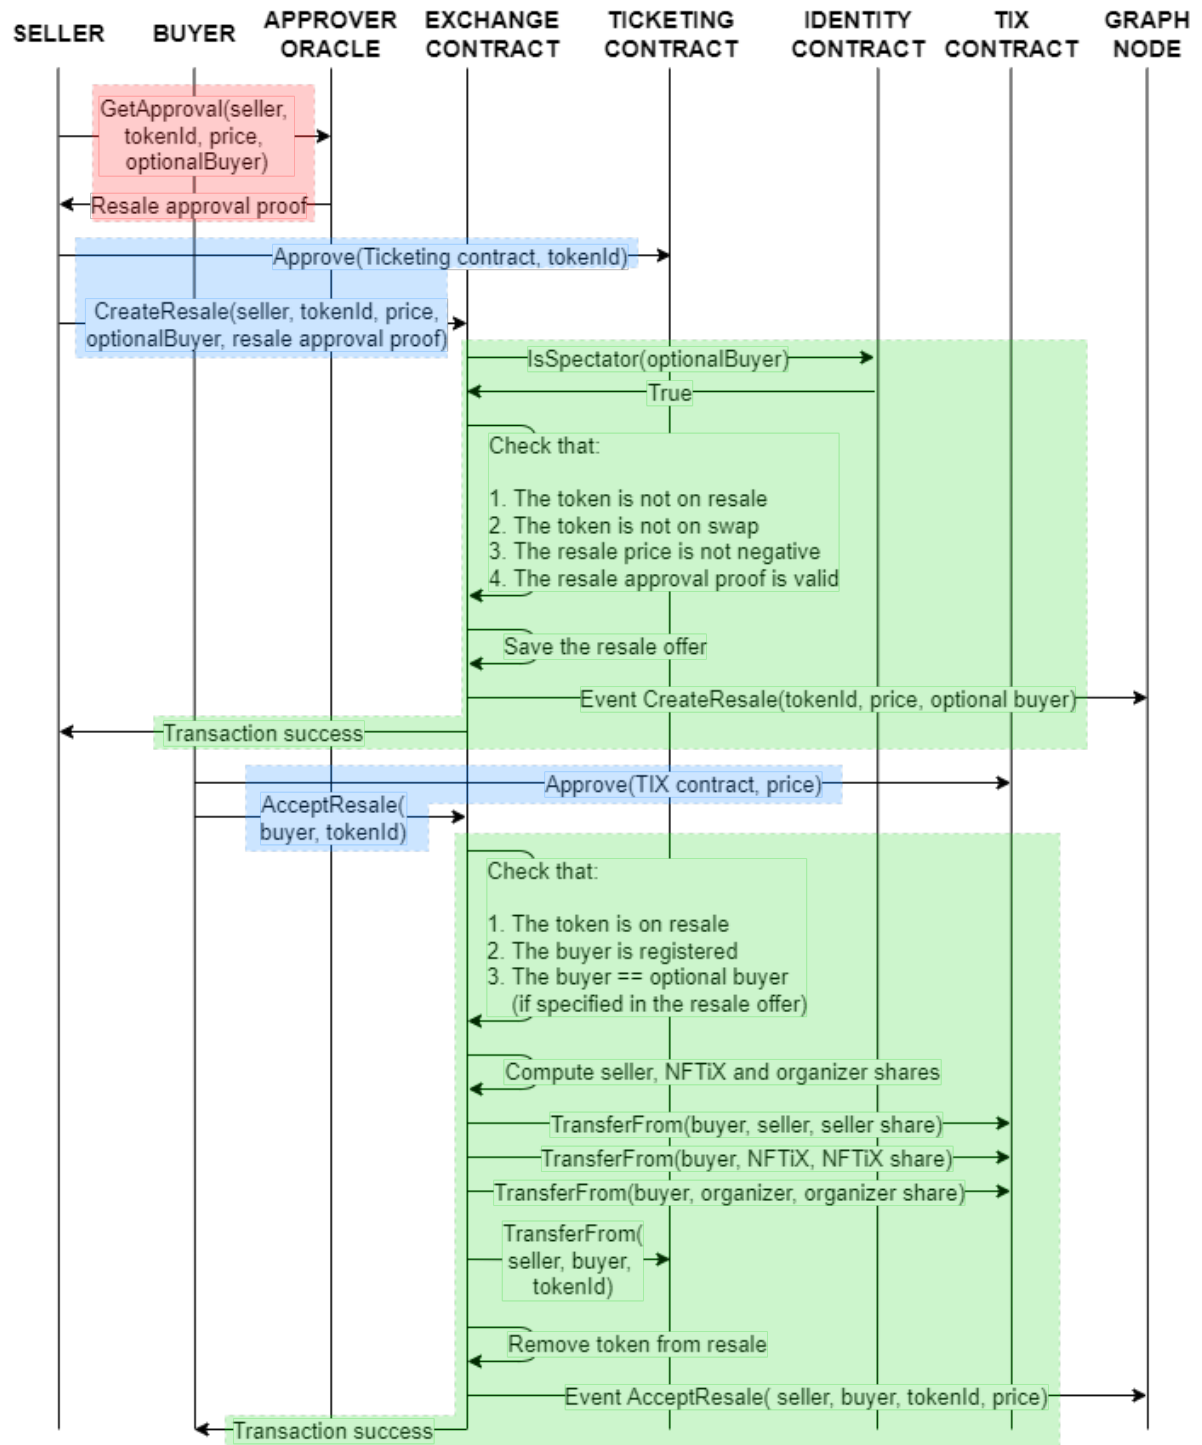 SELLER
BUYER
APPROVER
ORACLE
EXCHANGE
CONTRACT
TICKETING
CONTRACT
IDENTITY
CONTRACT
TIX
CONTRACT
GRAPH
NODE
GetApproval(seller,
tokenId, price,
optionalBuyer)
Resale approval proof
Approve(Ticketing contract, tokenId)
CreateResale(seller, tokenId, price,
optionalBuyer, resale approval proof)
IsSpectator(optionalBuyer)
True
Check that:
1. The token is not on resale
2. The token is not on swap
3. The resale price is not negative
4. The resale approval proof is valid
Save the resale offer
Event CreateResale(tokenId, price, optional buyer)
Transaction success
Approve(TIX contract, price)
AcceptResale(
buyer, tokenId)
Check that:
1. The token is on resale
2. The buyer is registered
3. The buyer == optional buyer
(if specified in the resale offer)
Compute seller, NFTiX and organizer shares
TransferFrom(buyer, seller, seller share)
TransferFrom(buyer, NFTiX, NFTiX share)
TransferFrom(buyer, organizer, organizer share)
TransferFrom(
seller, buyer,
tokenId)
Remove token from resale
Event AcceptResale( seller, buyer, tokenId, price)
Transaction success